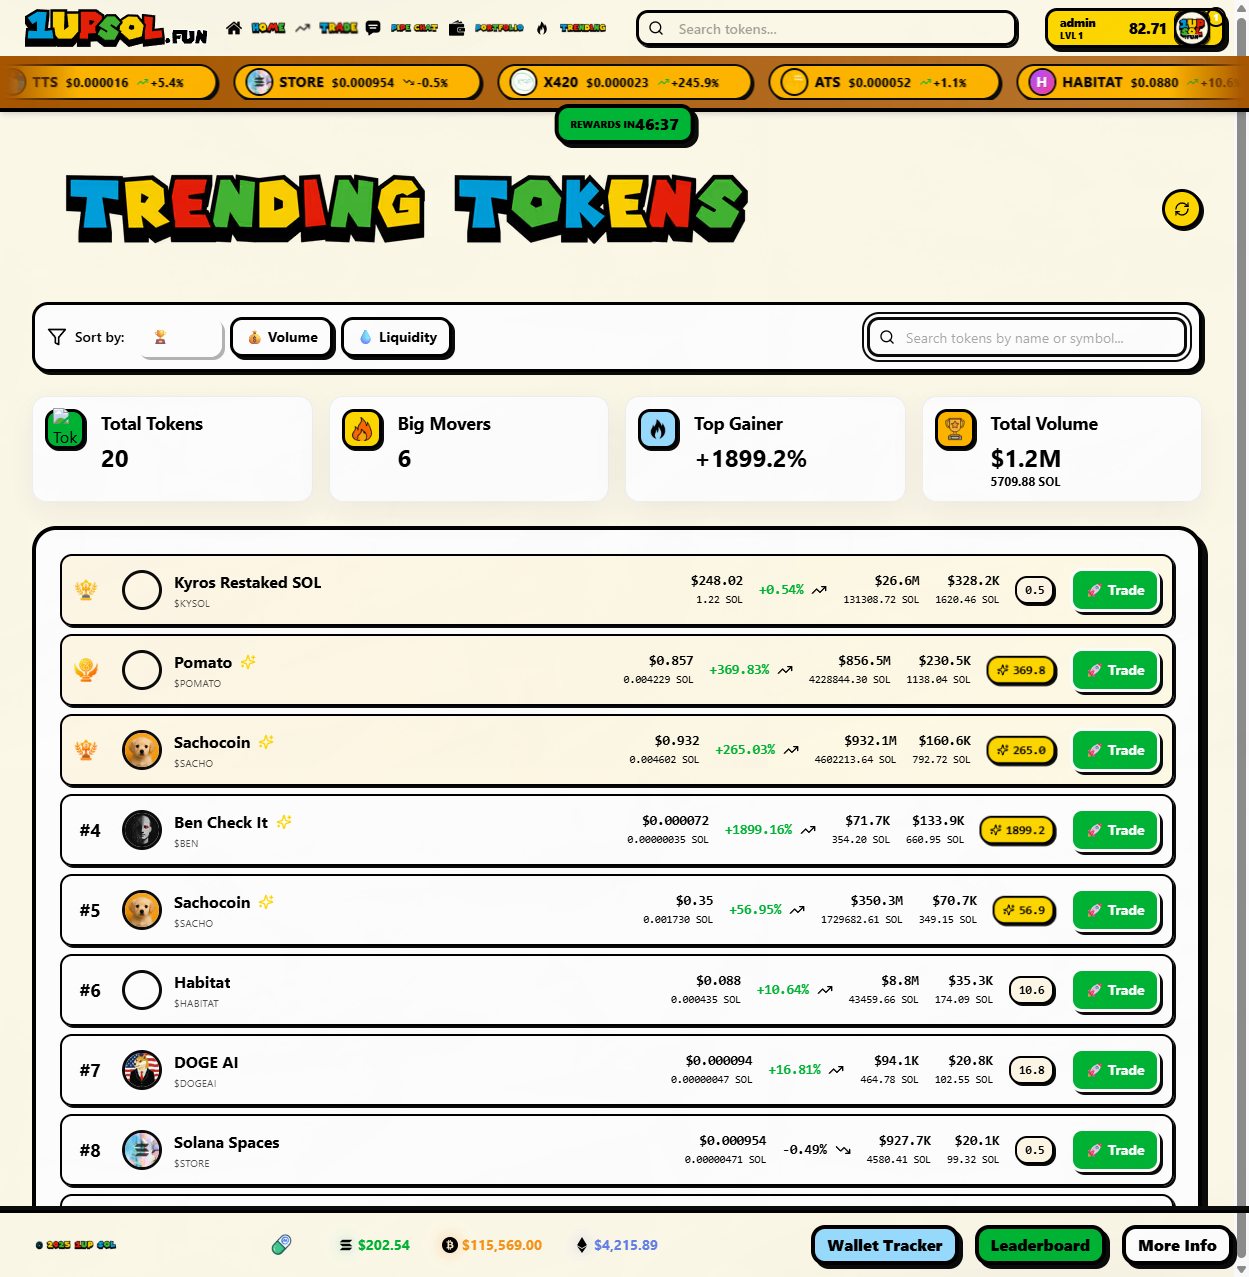 1UPSOL.FUN HOME TRADE PIPE CHAT PORTFOLIO TRENDING Search tokens... admin LVL 1 82.71
TTS $0.000016 +5.4% STORE $0.000954 -0.5% X420 $0.000023 +245.9% ATS $0.000052 +1.1% HABITAT $0.0880 +10.6%
REWARDS IN 46:37
TRENDING TOKENS
Sort by: Volume Liquidity Search tokens by name or symbol...
Tok Total Tokens
20
Big Movers
6
Top Gainer
+1899.2%
Total Volume
$1.2M
5709.88 SOL
Kyros Restaked SOL $248.02 +0.54% $26.6M $328.2K 0.5 Trade
$KYSOL 1.22 SOL 131308.72 SOL 1620.46 SOL
Pomato $0.857 +369.83% $856.5M $230.5K 369.8 Trade
$POMATO 0.004229 SOL 4228844.30 SOL 1138.04 SOL
Sachocoin $0.932 +265.03% $932.1M $160.6K 265.0 Trade
$SACHO 0.004602 SOL 4602213.64 SOL 792.72 SOL
#4 Ben Check It $0.000072 +1899.16% $71.7K $133.9K 1899.2 Trade
$BEN 0.00000035 SOL 354.20 SOL 660.95 SOL
#5 Sachocoin $0.35 +56.95% $350.3M $70.7K 56.9 Trade
$SACHO 0.001730 SOL 1729682.61 SOL 349.15 SOL
#6 Habitat $0.088 +10.64% $8.8M $35.3K 10.6 Trade
$HABITAT 0.000435 SOL 43459.66 SOL 174.09 SOL
#7 DOGE AI $0.000094 +16.81% $94.1K $20.8K 16.8 Trade
$DOGEAI 0.00000047 SOL 464.78 SOL 102.55 SOL
#8 Solana Spaces $0.000954 -0.49% $927.7K $20.1K 0.5 Trade
$STORE 0.00000471 SOL 4580.41 SOL 99.32 SOL
© 2025 1UP SOL $202.54 $115,569.00 $4,215.89 Wallet Tracker Leaderboard More Info